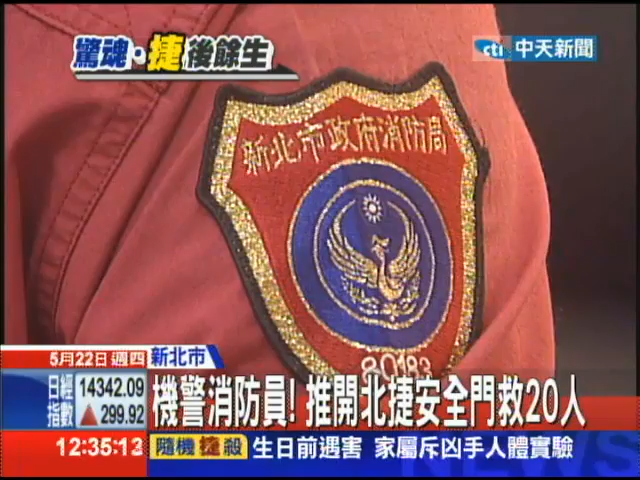 驚魂·捷後餘生
cti 中天新聞
新北市政府消防局
80183
5月22日 週四 新北市
日經指數 14342.09 ▲299.92
機警消防員! 推開北捷安全門救20人
12:35:13 隨機捷殺 生日前遇害 家屬斥凶手人體實驗
NEWS